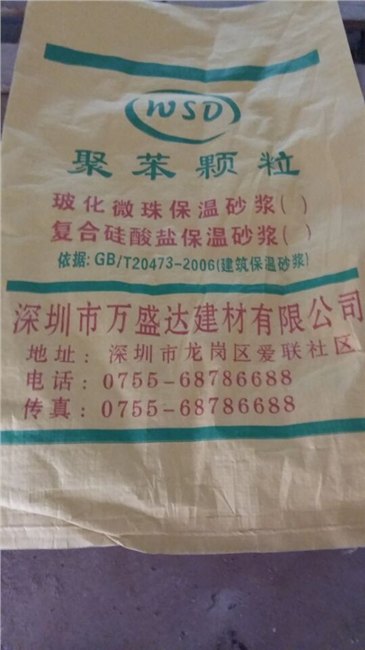 WSD
聚苯颗粒
玻化微珠保温砂浆( )
复合硅酸盐保温砂浆( )
依据: GB/T20473-2006(建筑保温砂浆)
深圳市万盛达建材有限公司
地址: 深圳市龙岗区爱联社区
电话: 0755-68786688
传真: 0755-68786688